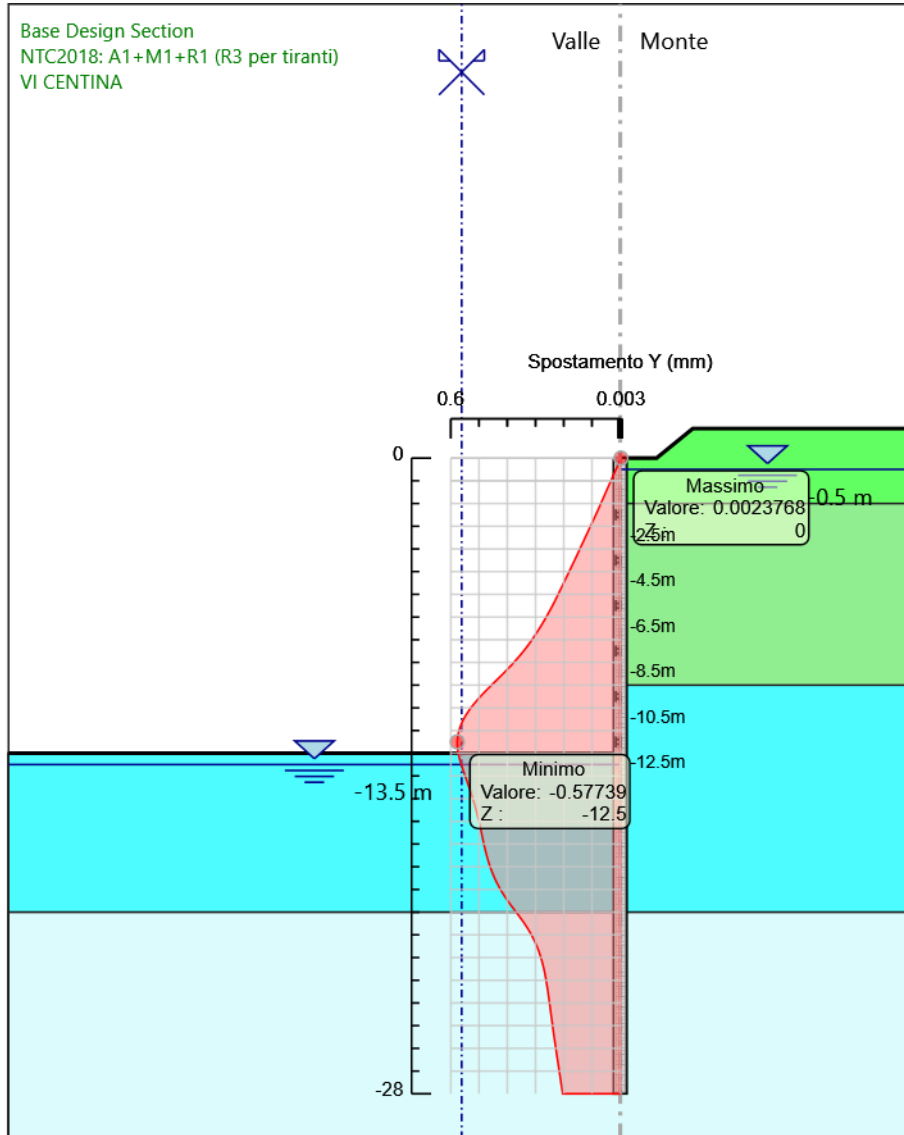 Base Design Section
NTC2018: A1+M1+R1 (R3 per tiranti)
VI CENTINA
Valle Monte
Spostamento Y (mm)
0.6 0.003
0
Massimo
Valore: 0.0023768
Z : 0
-0.5 m
-2.5m
-4.5m
-6.5m
-8.5m
-10.5m
-12.5m
Minimo
Valore: -0.57739
Z : -12.5
-13.5 m
-28